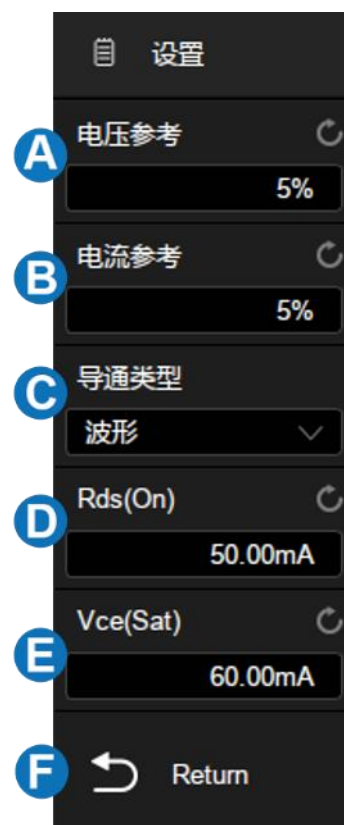 设置
A
电压参考
5%
B
电流参考
5%
C
导通类型
波形
D
Rds(On)
50.00mA
E
Vce(Sat)
60.00mA
F
Return